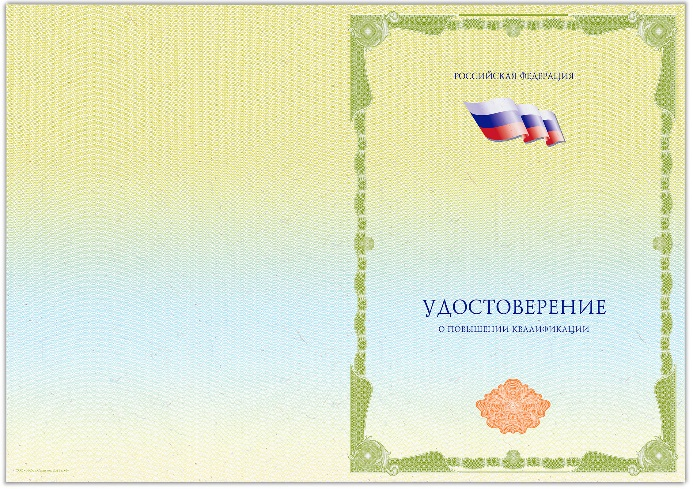 РОССИЙСКАЯ ФЕДЕРАЦИЯ
УДОСТОВЕРЕНИЕ
О ПОВЫШЕНИИ КВАЛИФИКАЦИИ